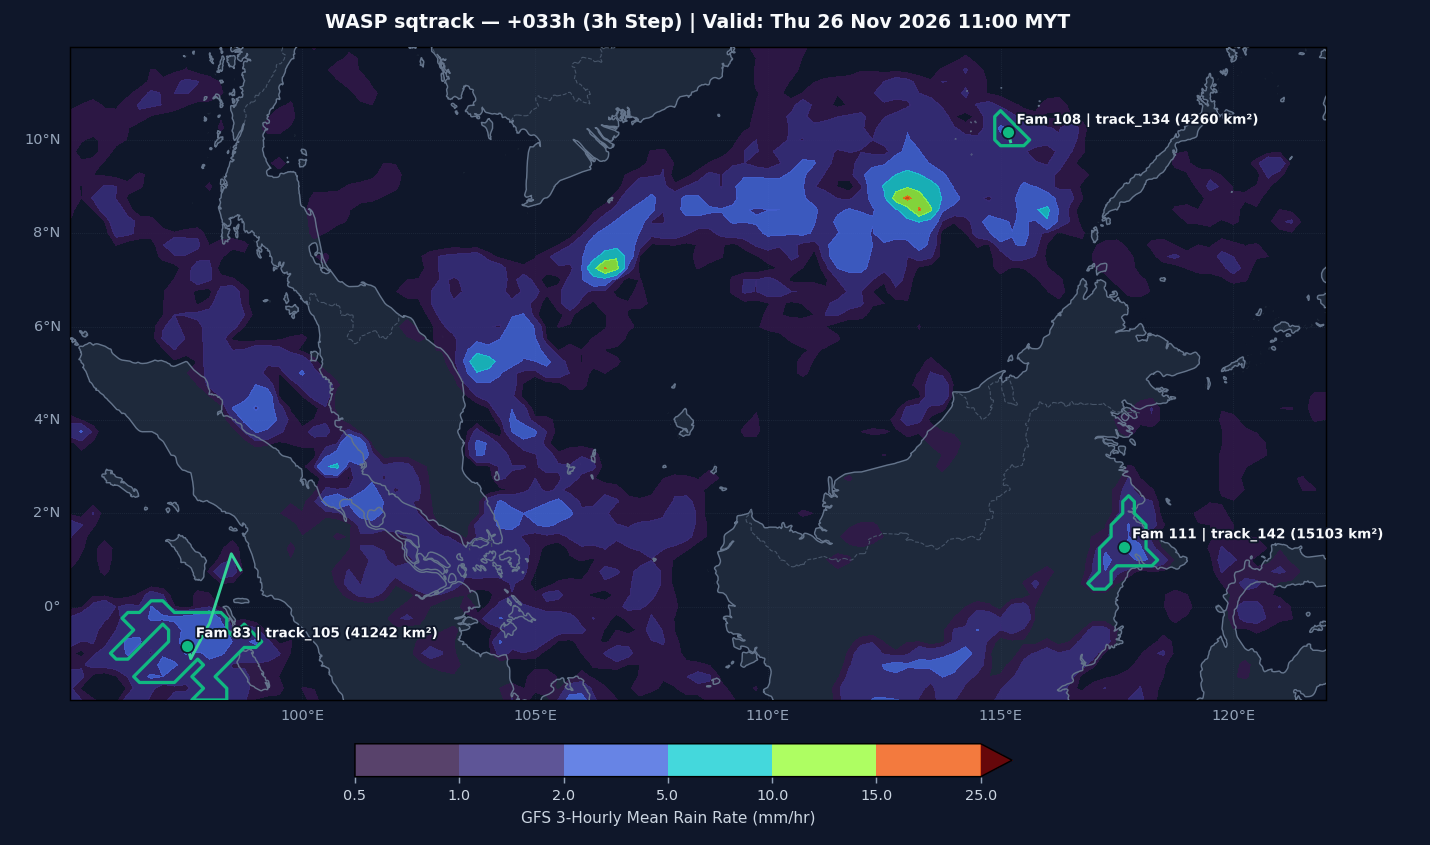 WASP sqtrack — +033h (3h Step) | Valid: Thu 26 Nov 2026 11:00 MYT
10°N
8°N
6°N
4°N
2°N
0°
Fam 108 | track_134 (4260 km²)
Fam 111 | track_142 (15103 km²)
Fam 83 | track_105 (41242 km²)
100°E
105°E
110°E
115°E
120°E
0.5
1.0
2.0
5.0
10.0
15.0
25.0
GFS 3-Hourly Mean Rain Rate (mm/hr)